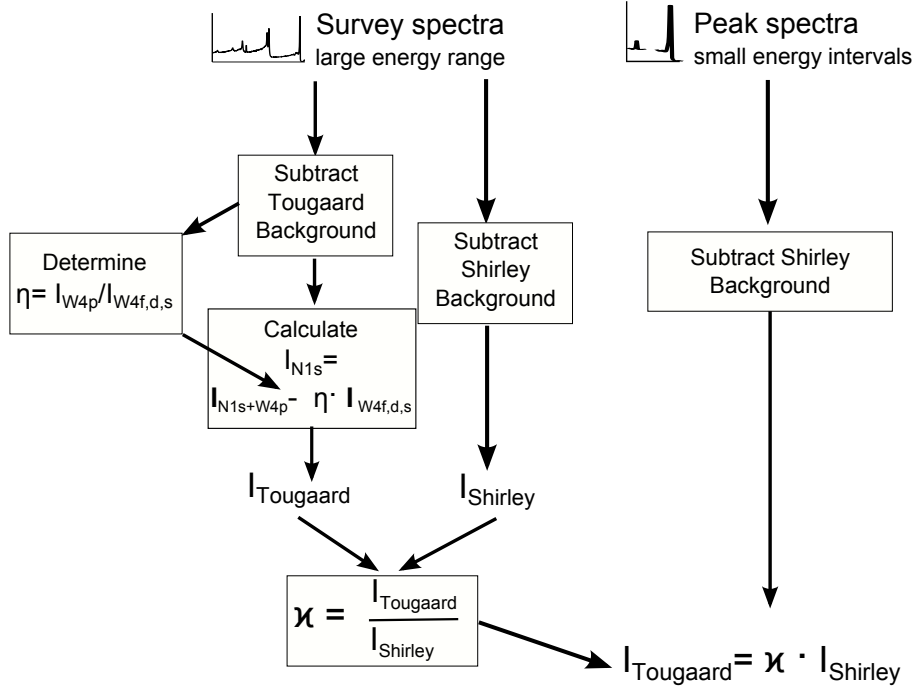 Survey spectra
large energy range
Peak spectra
small energy intervals
Subtract
Tougaard
Background
Subtract
Shirley
Background
Subtract Shirley
Background
Determine
η= I_W4p/I_W4f,d,s
Calculate
I_N1s=
I_N1s+W4p- η· I_W4f,d,s
I_Tougaard
I_Shirley
ϰ = I_Tougaard
I_Shirley
I_Tougaard= ϰ · I_Shirley